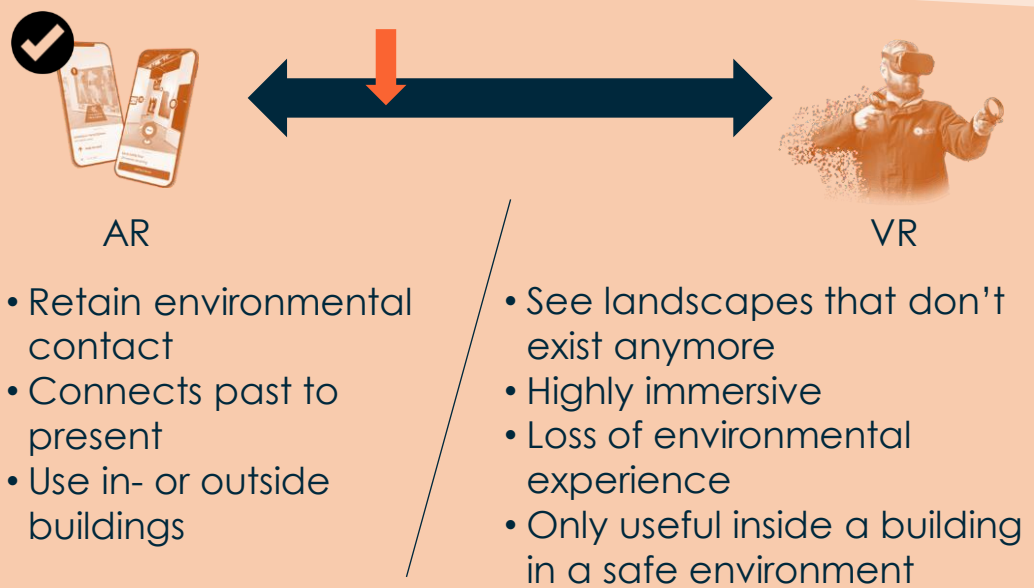 AR
• Retain environmental
contact
• Connects past to
present
• Use in- or outside
buildings
VR
• See landscapes that don’t
exist anymore
• Highly immersive
• Loss of environmental
experience
• Only useful inside a building
in a safe environment